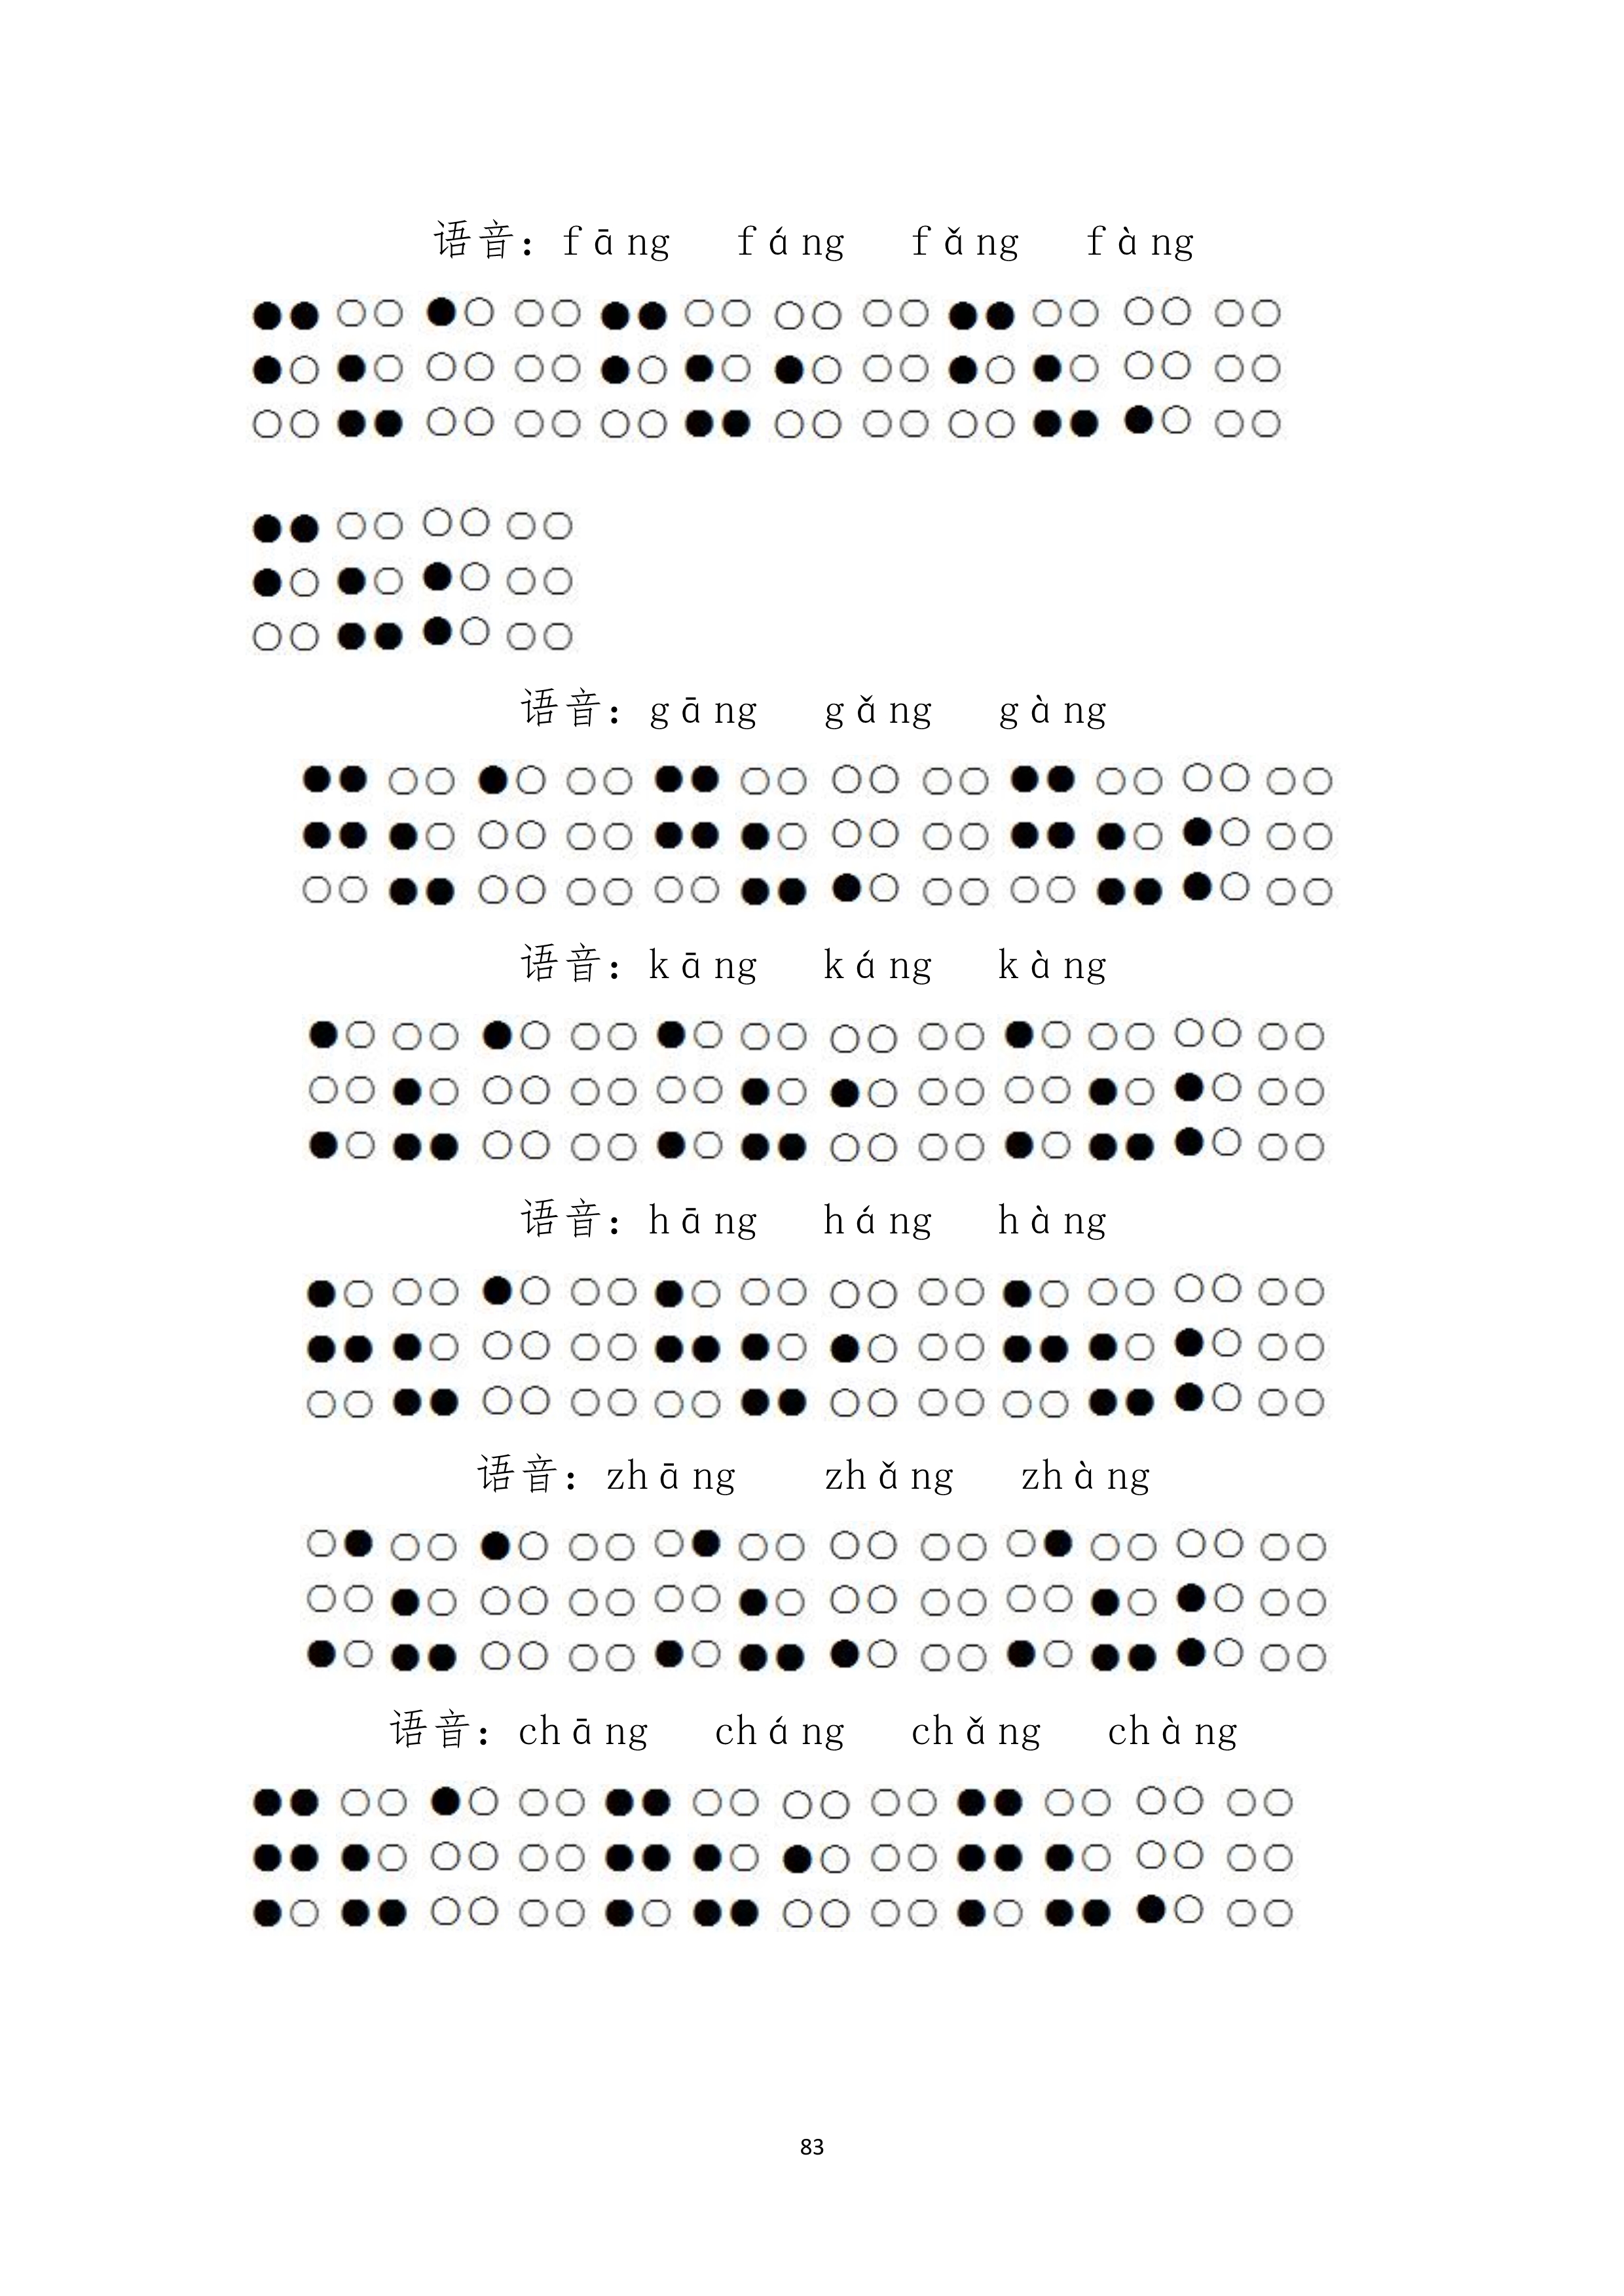 语音：fāng fáng fǎng fàng
⠋⠦⠁⠀⠋⠦⠂⠀⠋⠦⠄⠀
⠋⠦⠆⠀
语音：gāng gǎng gàng
⠛⠦⠁⠀⠛⠦⠄⠀⠛⠦⠆⠀
语音：kāng káng kàng
⠅⠦⠁⠀⠅⠦⠂⠀⠅⠦⠆⠀
语音：hāng háng hàng
⠓⠦⠁⠀⠓⠦⠂⠀⠓⠦⠆⠀
语音：zhāng zhǎng zhàng
⠌⠦⠁⠀⠌⠦⠄⠀⠌⠦⠆⠀
语音：chāng cháng chǎng chàng
⠟⠦⠁⠀⠟⠦⠂⠀⠟⠦⠄⠀
83